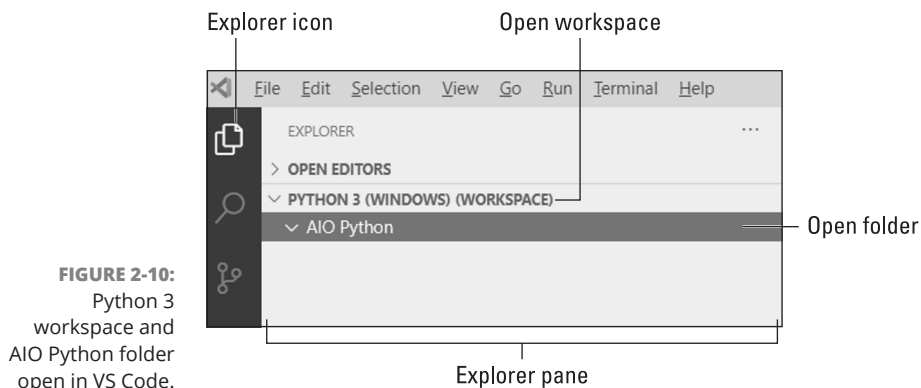 Explorer icon
Open workspace
File Edit Selection View Go Run Terminal Help
EXPLORER
...
OPEN EDITORS
PYTHON 3 (WINDOWS) (WORKSPACE)
AIO Python
Open folder
Explorer pane
FIGURE 2-10:
Python 3
workspace and
AIO Python folder
open in VS Code.